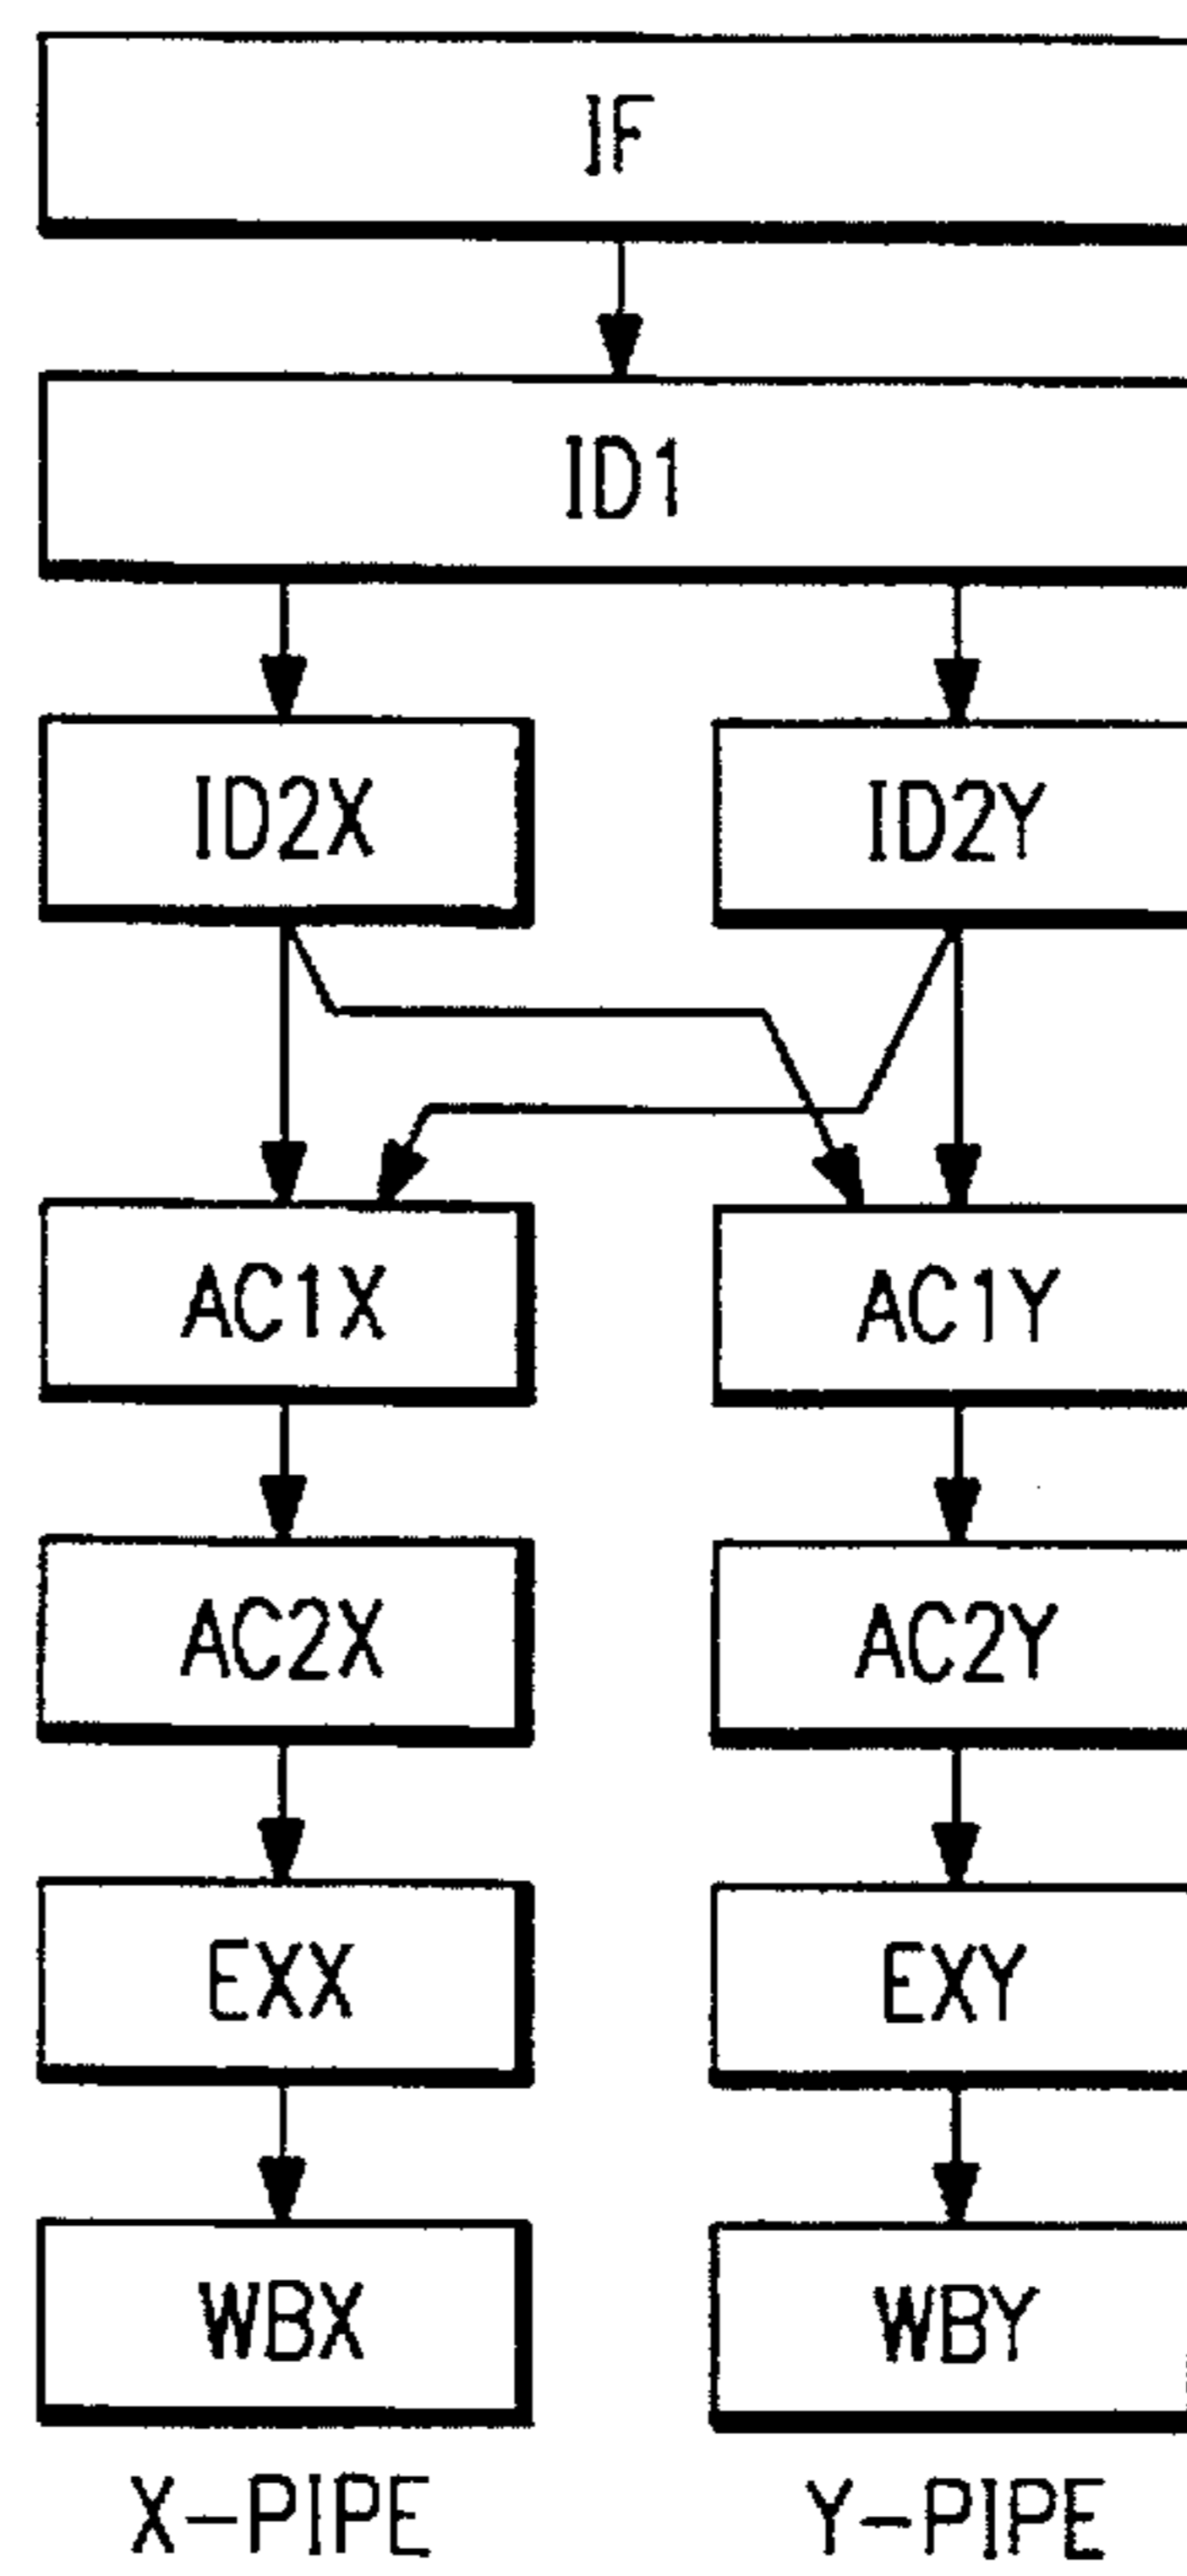 IF
ID1
ID2X
ID2Y
AC1X
AC1Y
AC2X
AC2Y
EXX
EXY
WBX
WBY
X-PIPE
Y-PIPE